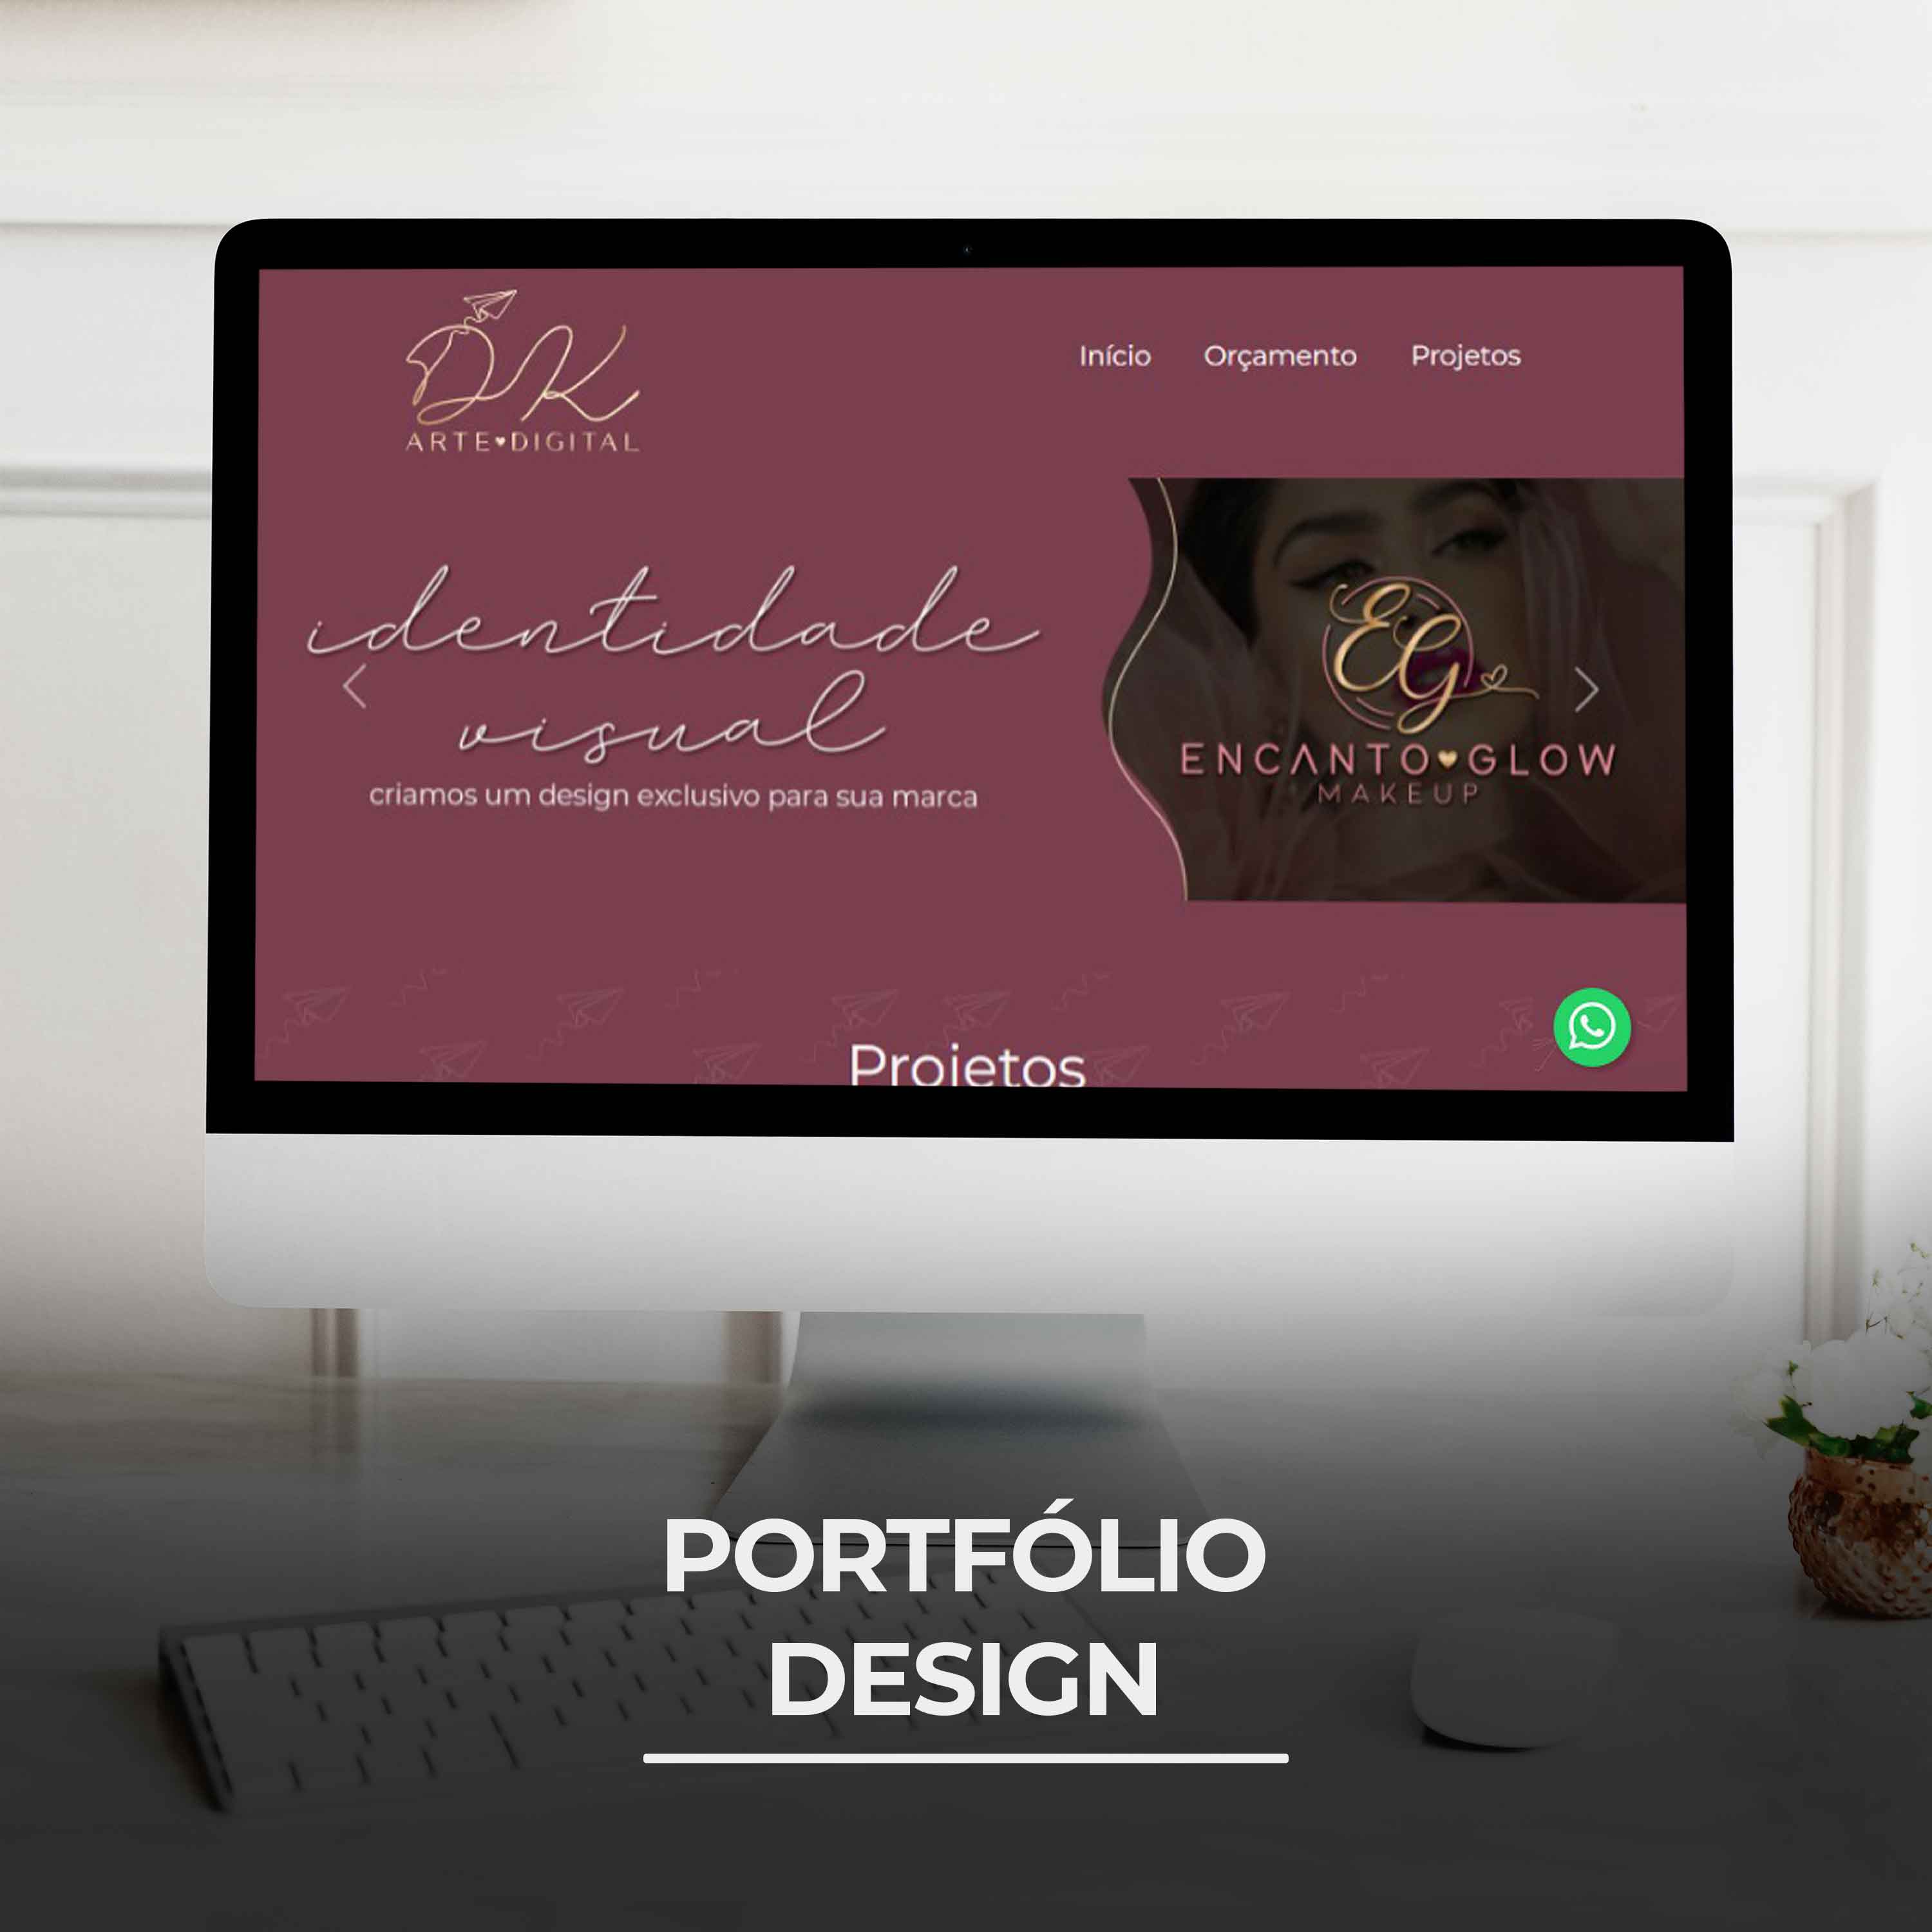 DK
ARTE♥DIGITAL
Início Orçamento Projetos
identidade
visual
criamos um design exclusivo para sua marca
EG
ENCANTO♥GLOW
MAKEUP
Projetos
PORTFÓLIO
DESIGN